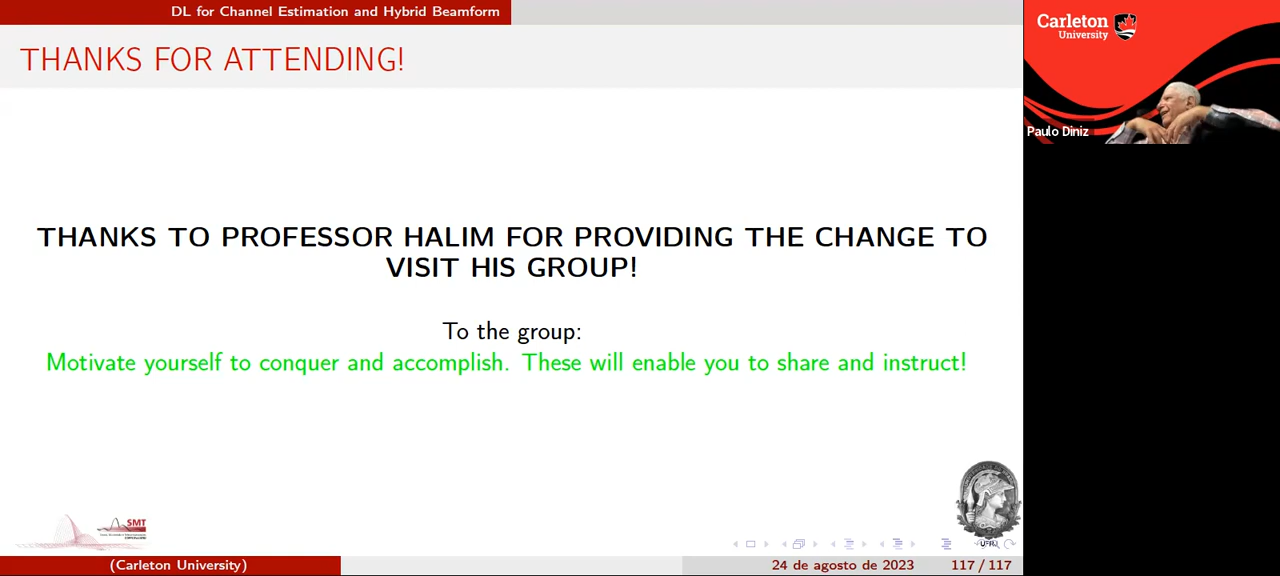 DL for Channel Estimation and Hybrid Beamform
THANKS FOR ATTENDING!
THANKS TO PROFESSOR HALIM FOR PROVIDING THE CHANGE TO
VISIT HIS GROUP!
To the group:
Motivate yourself to conquer and accomplish. These will enable you to share and instruct!
SMT
UFRJ
(Carleton University)
24 de agosto de 2023
117 / 117
Carleton
University
Paulo Diniz